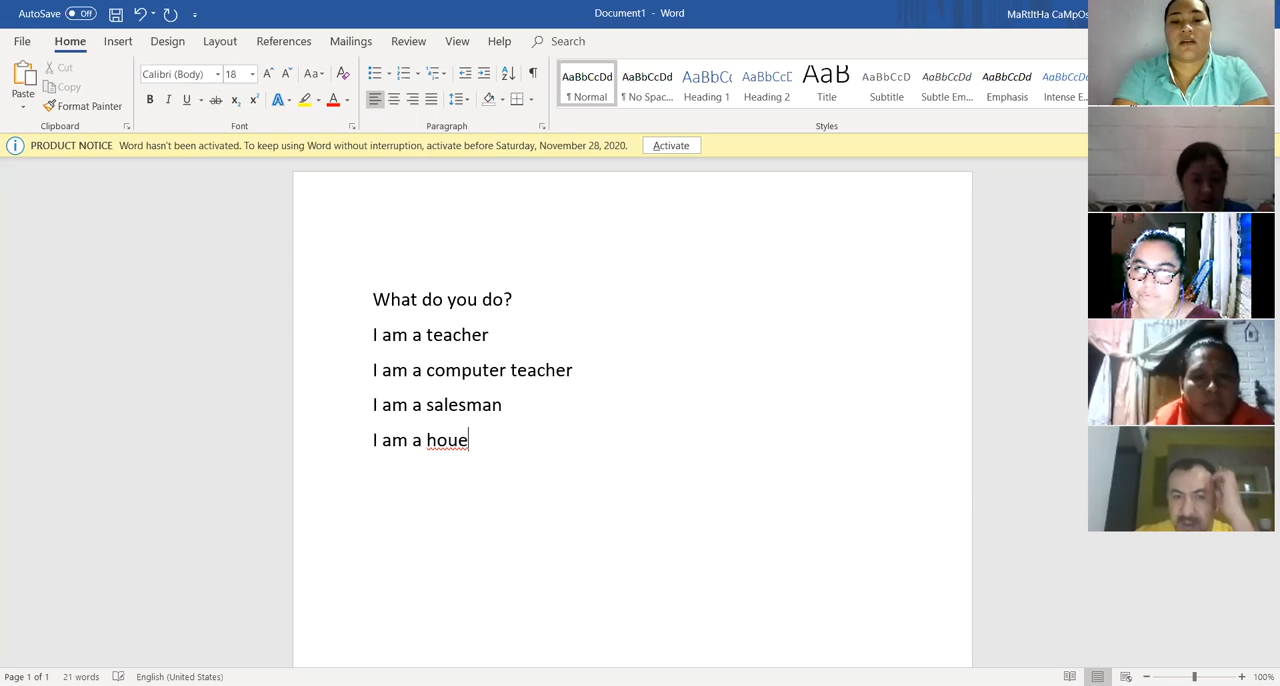 AutoSave Off Document1 - Word MaRtItHa CaMpOs
File Home Insert Design Layout References Mailings Review View Help Search
Paste Cut Copy Format Painter Clipboard
Calibri (Body) 18 Aa Font
Paragraph
AaBbCcDd ¶ Normal AaBbCcDd ¶ No Spac... AaBbCc Heading 1 AaBbCcD Heading 2 AaB Title AaBbCcD Subtitle AaBbCcDd Subtle Em... AaBbCcDd Emphasis AaBbCcDd Intense E...
Styles
PRODUCT NOTICE Word hasn't been activated. To keep using Word without interruption, activate before Saturday, November 28, 2020. Activate
What do you do?
I am a teacher
I am a computer teacher
I am a salesman
I am a houe
Page 1 of 1 21 words English (United States) 100%